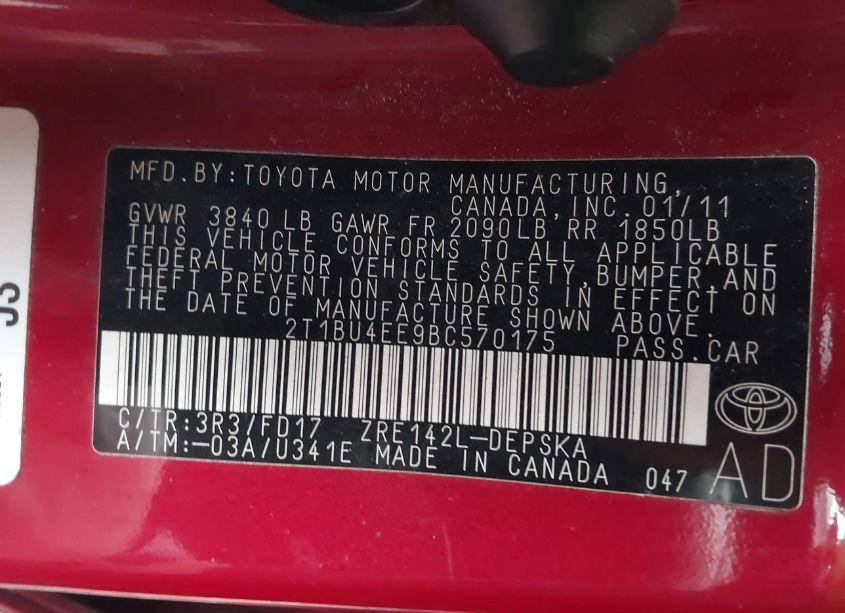 MFD.BY:TOYOTA MOTOR MANUFACTURING,
CANADA,INC. 01/11
GVWR 3840 LB GAWR FR 2090LB RR 1850LB
THIS VEHICLE CONFORMS TO ALL APPLICABLE
FEDERAL MOTOR VEHICLE SAFETY,BUMPER,AND
THEFT PREVENTION STANDARDS IN EFFECT ON
THE DATE OF MANUFACTURE SHOWN ABOVE.
2T1BU4EE9BC570175 PASS.CAR
C/TR:3R3/FD17 ZRE142L-DEPSKA
A/TM:-03A/U341E MADE IN CANADA 047 AD